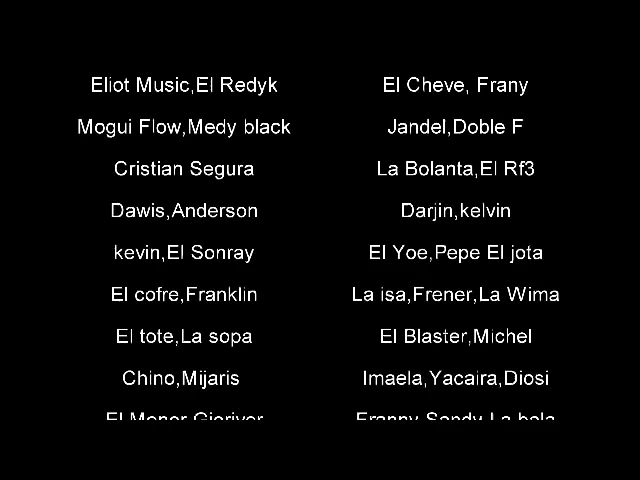 Eliot Music,El Redyk
Mogui Flow,Medy black
Cristian Segura
Dawis,Anderson
kevin,El Sonray
El cofre,Franklin
El tote,La sopa
Chino,Mijaris
El Menor
El Cheve, Frany
Jandel,Doble F
La Bolanta,El Rf3
Darjin,kelvin
El Yoe,Pepe El jota
La isa,Frener,La Wima
El Blaster,Michel
Imaela,Yacaira,Diosi